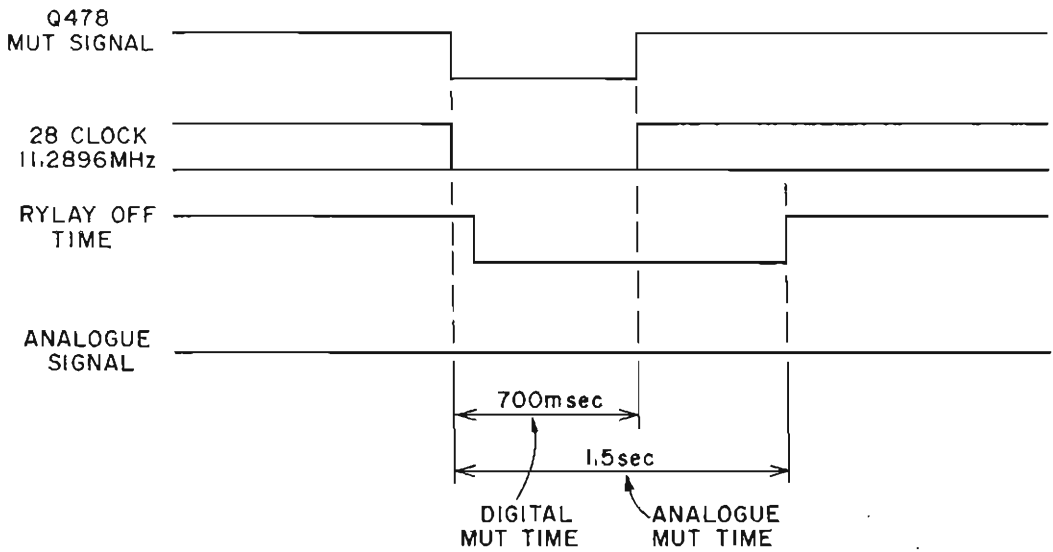 Q478
MUT SIGNAL
28 CLOCK
11.2896MHz
RYLAY OFF
TIME
ANALOGUE
SIGNAL
700msec
1.5sec
DIGITAL
MUT TIME
ANALOGUE
MUT TIME